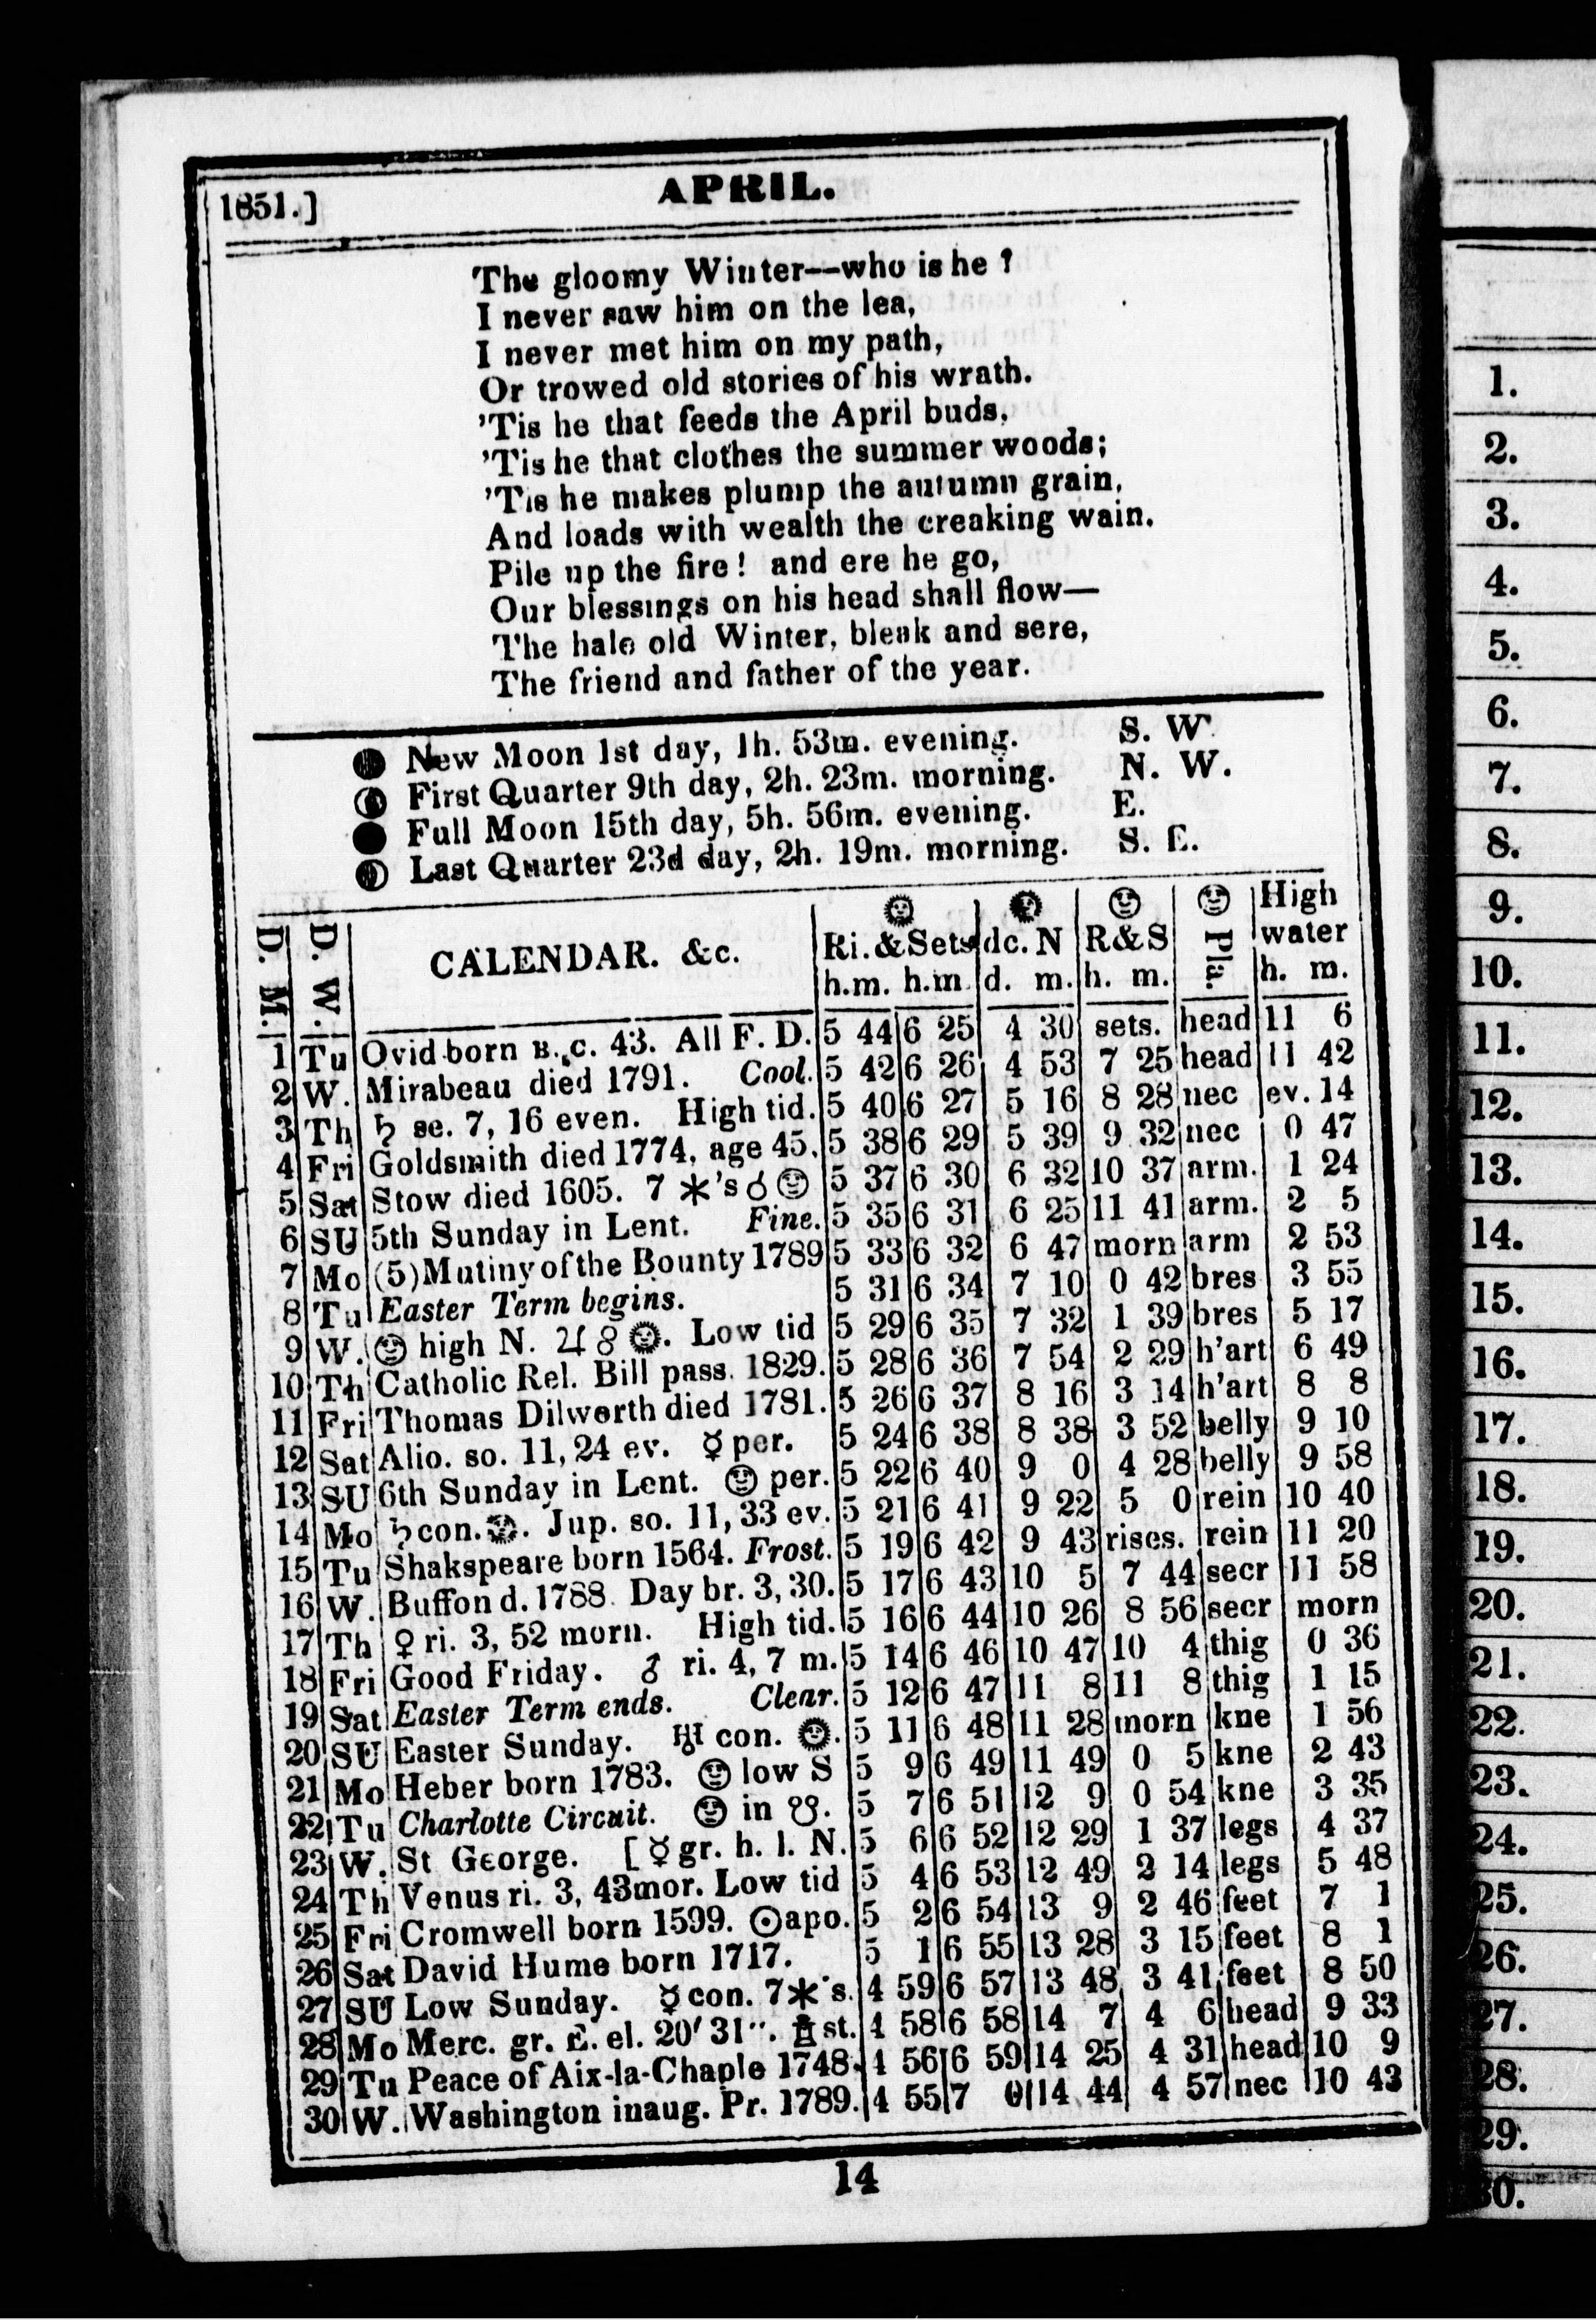 1851.]
APRIL.
The gloomy Winter--who is he ?
I never saw him on the lea,
I never met him on my path,
Or trowed old stories of his wrath.
'Tis he that feeds the April buds,
'Tis he that clothes the summer woods;
'Tis he makes plump the autumn grain,
And loads with wealth the creaking wain.
Pile up the fire! and ere he go,
Our blessings on his head shall flow—
The hale old Winter, bleak and sere,
The friend and father of the year.
New Moon 1st day, 1h. 53m. evening. S. W.
First Quarter 9th day, 2h. 23m. morning. N. W.
Full Moon 15th day, 5h. 56m. evening. E.
Last Quarter 23d day, 2h. 19m. morning. S. E.
D. M. D. W. CALENDAR. &c. Ri. & Sets dc. N R&S Pla. High water
h.m. h.m. d. m. h. m. h. m.
1 Tu Ovid born B. C. 43. All F. D. 5 44 6 25 4 30 sets. head 11 6
2 W. Mirabeau died 1791. Cool. 5 42 6 26 4 53 7 25 head 11 42
3 Th ♄ se. 7, 16 even. High tid. 5 40 6 27 5 16 8 28 nec ev. 14
4 Fri Goldsmith died 1774, age 45. 5 38 6 29 5 39 9 32 nec 0 47
5 Sat Stow died 1605. 7 *'s ☌ ☺ 5 37 6 30 6 32 10 37 arm. 1 24
6 SU 5th Sunday in Lent. Fine. 5 35 6 31 6 25 11 41 arm. 2 5
7 Mo (5) Mutiny of the Bounty 1789 5 33 6 32 6 47 morn arm 2 53
8 Tu Easter Term begins. 5 31 6 34 7 10 0 42 bres 3 55
9 W. ☺ high N. ♃ 8 ☉. Low tid 5 29 6 35 7 32 1 39 bres 5 17
10 Th Catholic Rel. Bill pass. 1829. 5 28 6 36 7 54 2 29 h'art 6 49
11 Fri Thomas Dilworth died 1781. 5 26 6 37 8 16 3 14 h'art 8 8
12 Sat Alio. so. 11, 24 ev. ☿ per. 5 24 6 38 8 38 3 52 belly 9 10
13 SU 6th Sunday in Lent. ☺ per. 5 22 6 40 9 0 4 28 belly 9 58
14 Mo ♄ con. ☉. Jup. so. 11, 33 ev. 5 21 6 41 9 22 5 0 rein 10 40
15 Tu Shakspeare born 1564. Frost. 5 19 6 42 9 43 rises. rein 11 20
16 W. Buffon d. 1788. Day br. 3, 30. 5 17 6 43 10 5 7 44 secr 11 58
17 Th ♀ ri. 3, 52 morn. High tid. 5 16 6 44 10 26 8 56 secr morn
18 Fri Good Friday. ♂ ri. 4, 7 m. 5 14 6 46 10 47 10 4 thig 0 36
19 Sat Easter Term ends. Clear. 5 12 6 47 11 8 11 8 thig 1 15
20 SU Easter Sunday. ♅ con. ☉. 5 11 6 48 11 28 morn kne 1 56
21 Mo Heber born 1783. ☺ low S 5 9 6 49 11 49 0 5 kne 2 43
22 Tu Charlotte Circuit. ☺ in ☋. 5 7 6 51 12 9 0 54 kne 3 35
23 W. St George. [☿ gr. h. l. N. 5 6 6 52 12 29 1 37 legs 4 37
24 Th Venus ri. 3, 43mor. Low tid 5 4 6 53 12 49 2 14 legs 5 48
25 Fri Cromwell born 1599. ⊙ apo. 5 2 6 54 13 9 2 46 feet 7 1
26 Sat David Hume born 1717. 5 1 6 55 13 28 3 15 feet 8 1
27 SU Low Sunday. ☿ con. 7*'s. 4 59 6 57 13 48 3 41 feet 8 50
28 Mo Merc. gr. E. el. 20' 31''. st. 4 58 6 58 14 7 4 6 head 9 33
29 Tu Peace of Aix-la-Chaple 1748. 4 56 6 59 14 25 4 31 head 10 9
30 W. Washington inaug. Pr. 1789. 4 55 7 0 14 44 4 57 nec 10 43
14
1.
2.
3.
4.
5.
6.
7.
8.
9.
10.
11.
12.
13.
14.
15.
16.
17.
18.
19.
20.
21.
22.
23.
24.
25.
26.
27.
28.
29.
30.